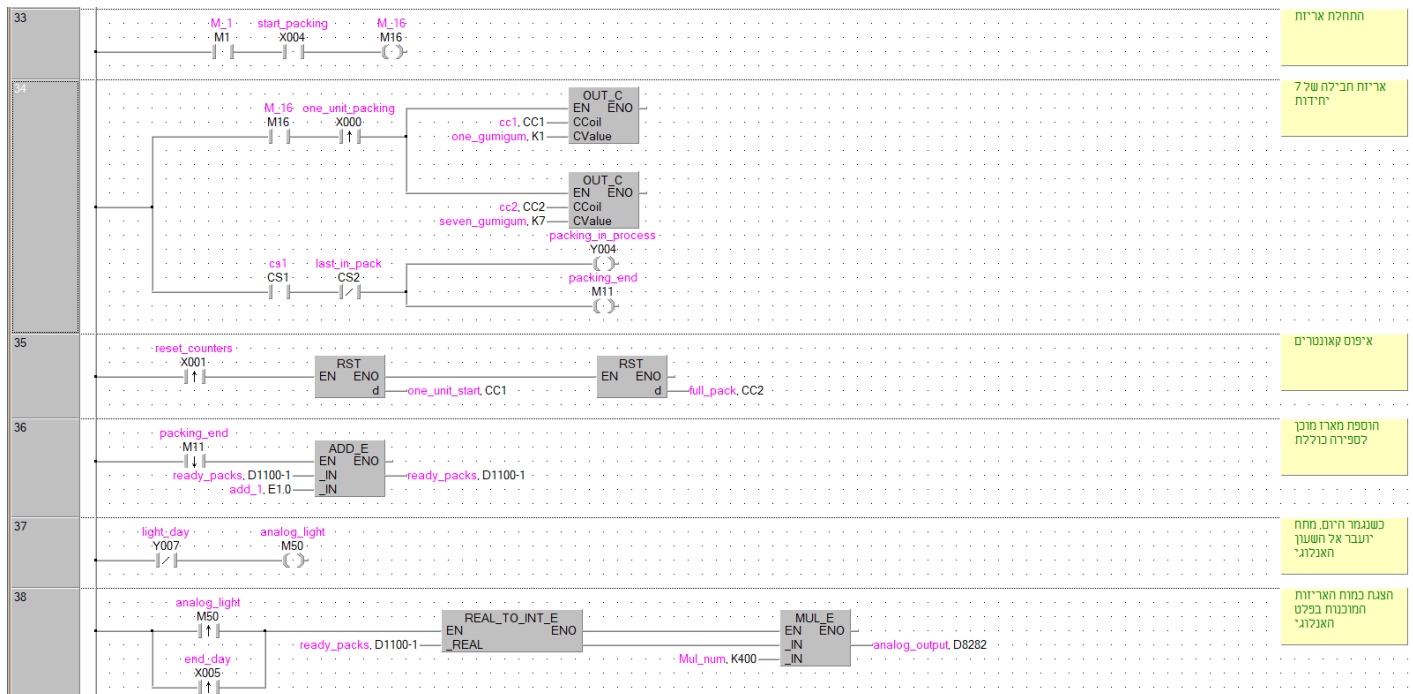 33
M_1 start_packing M_16
M1 X004 M16
התחלת אריזת
34
M_16 one_unit_packing
M16 X000
OUT_C
EN ENO
cc1, CC1 CCoil
one_gumigum, K1 CValue
OUT_C
EN ENO
cc2, CC2 CCoil
seven_gumigum, K7 CValue
packing_in_process
Y004
cs1 last_in_pack
CS1 CS2
packing_end
M11
אריזת חבילה של 7
יחידות
35
reset_counters
X001
RST
EN ENO
d one_unit_start, CC1
RST
EN ENO
d full_pack, CC2
איפוס קאונטרים
36
packing_end
M11
ADD_E
EN ENO
ready_packs, D1100-1 _IN ready_packs, D1100-1
add_1, E1.0 _IN
הוספת מארז מוכן
לספירה כוללת
37
light_day analog_light
Y007 M50
כשנגמר היום, מתח
יועבר אל השעון
האנלוגי
38
analog_light
M50
REAL_TO_INT_E
EN ENO
ready_packs, D1100-1 _REAL
MUL_E
EN ENO
_IN analog_output, D8282
Mul_num, K400 _IN
end_day
X005
הצגת כמות האריזות
המוכנות בפלט
האנלוגי